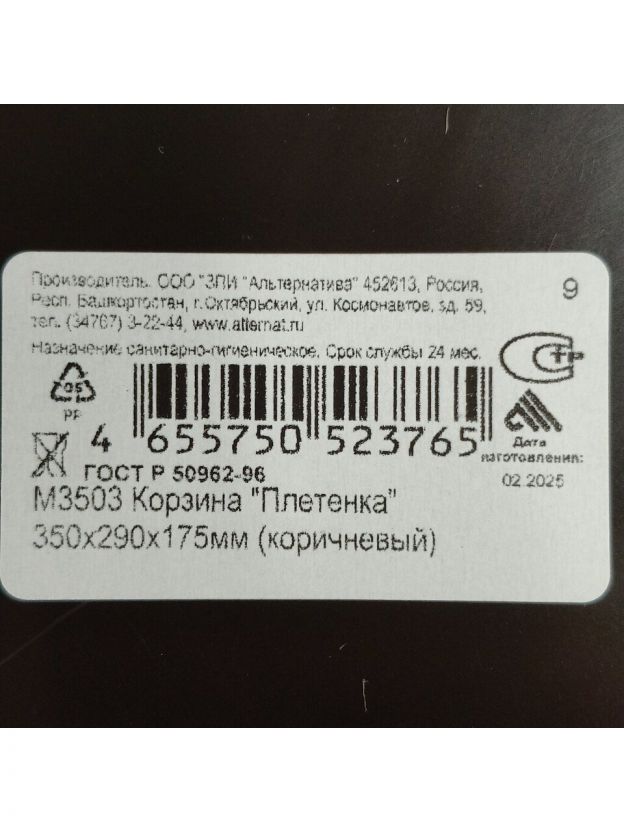 Производитель: ООО "ЗПИ "Альтернатива" 452613, Россия,
Респ. Башкортостан, г.Октябрьский, ул. Космонавтов, зд. 59,
тел. (34767) 3-22-44, www.alternat.ru
9
Назначение санитарно-гигиеническое. Срок службы 24 мес.
05
PP
СТР
4 655750 523765
Дата
изготовления:
02.2025
ГОСТ Р 50962-96
М3503 Корзина "Плетенка"
350х290х175мм (коричневый)